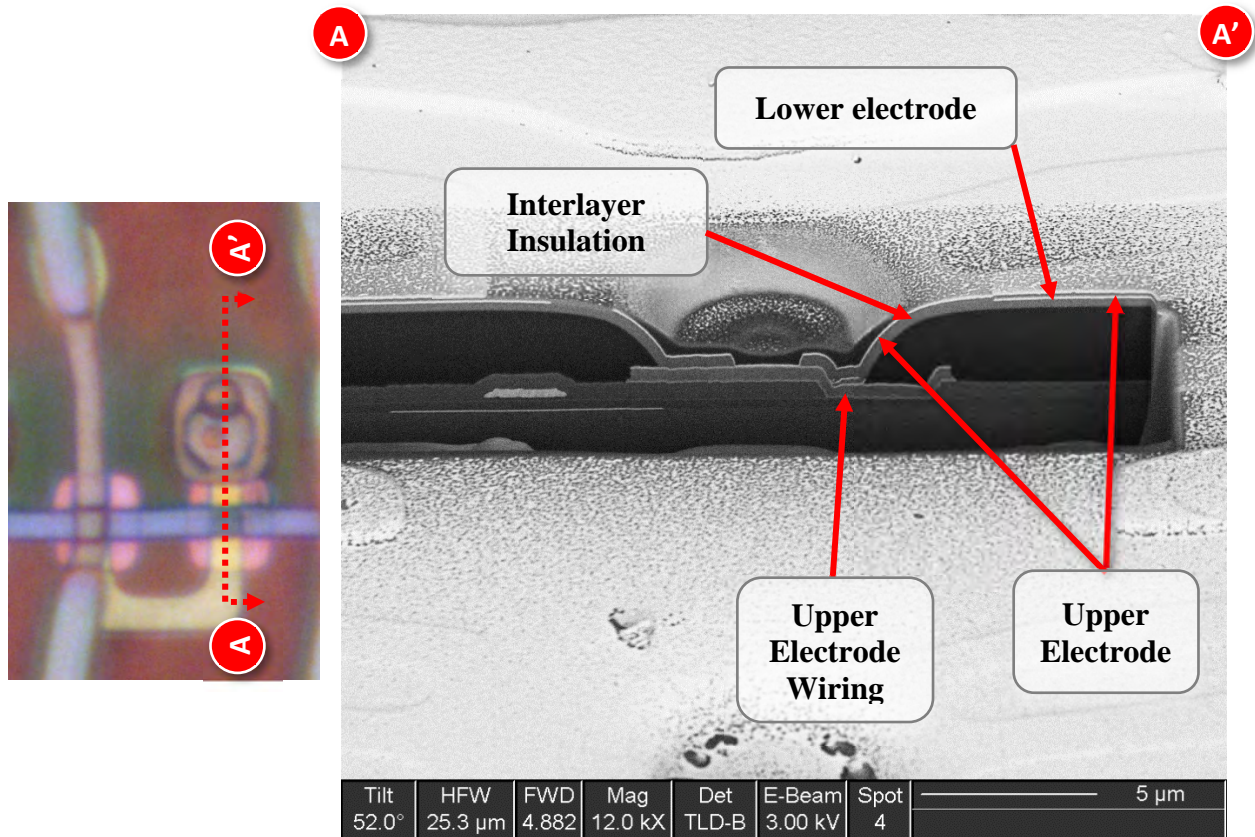 A
A'
Lower electrode
Interlayer
Insulation
A'
A
Upper
Electrode
Wiring
Upper
Electrode
Tilt HFW FWD Mag Det E-Beam Spot 5 µm
52.0° 25.3 µm 4.882 12.0 kX TLD-B 3.00 kV 4